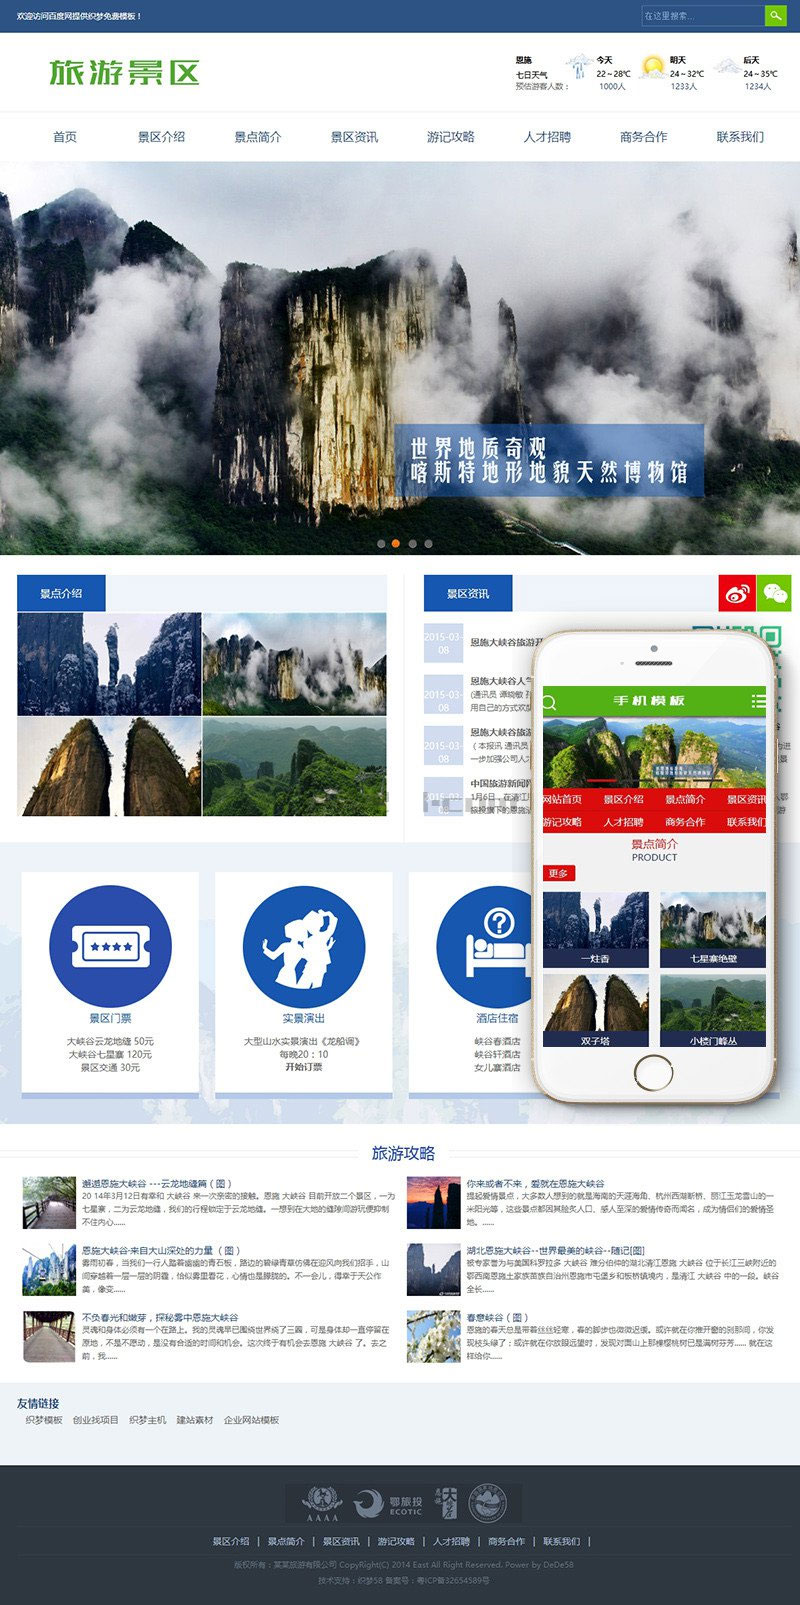 欢迎访问百度网提供织梦免费模板！
在这里搜索...
旅游景区
恩施 今天 明天 后天
七日天气 22～28℃ 24～32℃ 24～35℃
预估游客人数： 1000人 1233人 1234人
首页 景区介绍 景点简介 景区资讯 游记攻略 人才招聘 商务合作 联系我们
世界地质奇观
喀斯特地形地貌天然博物馆
景点介绍
景区资讯
2015-03-08
恩施大峡谷旅游
恩施大峡谷人
(通讯员 谭晓敏
用自己的方式欢
恩施大峡谷旅游
（本报讯 通讯员
一步加强公司人才
中国旅游新闻网
1月6日，在清江
旅投旗下的恩施
手机模板
网站首页 景区介绍 景点简介 景区资讯
游记攻略 人才招聘 商务合作 联系我们
景点简介
PRODUCT
更多
一炷香 七星寨绝壁
双子塔 小楼门峰丛
景区门票
大峡谷云龙地缝 50元
大峡谷七星寨 120元
景区交通 30元
实景演出
大型山水实景演出《龙船调》
每晚20：10
开始订票
酒店住宿
峡谷春酒店
峡谷轩酒店
女儿寨酒店
旅游攻略
邂逅恩施大峡谷 ---云龙地缝篇（图）
20 14年3月12日有幸和 大峡谷 来一次亲密的接触。恩施 大峡谷 目前开放二个景区，一为
七星寨，二为云龙地缝，我们的行程锁定于云龙地缝。一想到在大地的缝隙间游玩便抑制
不住内心......
你来或者不来，爱就在恩施大峡谷
提起爱情景点，大多数人想到的就是海南的天涯海角、杭州西湖断桥、丽江玉龙雪山的一
米阳光等，这些景点都因其脍炙人口、感人至深的爱情传奇而闻名，成为情侣们的爱情圣
地。......
恩施大峡谷-来自大山深处的力量（图）
雾雨初春，当我们一行人踏着幽幽的青石板，路边的碧绿青草仿佛在迎风向我们招手，山
间穿越着一层一层的阴霾，恰似雾里看花，心情也是朦胧的。不一会儿，得幸于天公作
美，像变......
湖北恩施大峡谷--世界最美的峡谷--随记[图]
被专家誉为与美国科罗拉多 大峡谷 难分伯仲的湖北清江恩施 大峡谷 位于长江三峡附近的
鄂西南恩施土家族苗族自治州恩施市屯堡乡和板桥镇境内，是清江 大峡谷 中的一段。峡谷
全长......
不负春光和嫩芽，探秘雾中恩施大峡谷
灵魂和身体必须有一个在路上。我的灵魂早已围绕世界绕了三圈，可是身体却一直停留在
原地，不是不愿动，是没有合适的时间和机会。这次终于有机会去恩施 大峡谷 了。去之
前，我......
春意峡谷（图）
恩施的春天总是带着丝丝轻寒，春的脚步也微微迟缓。或许就在你推开窗的刹那间，你发
现枝头绿了；或许就在你放眼远望时，发现对面山上那棵樱桃树已是满树芬芳...... 就在这
样给你......
友情链接
织梦模板 创业找项目 织梦主机 建站素材 企业网站模板
AAAA 鄂旅投 ECOTIC
景区介绍 | 景点简介 | 景区资讯 | 游记攻略 | 人才招聘 | 商务合作 | 联系我们 |
版权所有：某某旅游有限公司 CopyRight(C) 2014 East All Right Reserved. Power by DeDe58
技术支持：织梦58 备案号：粤ICP备32654589号